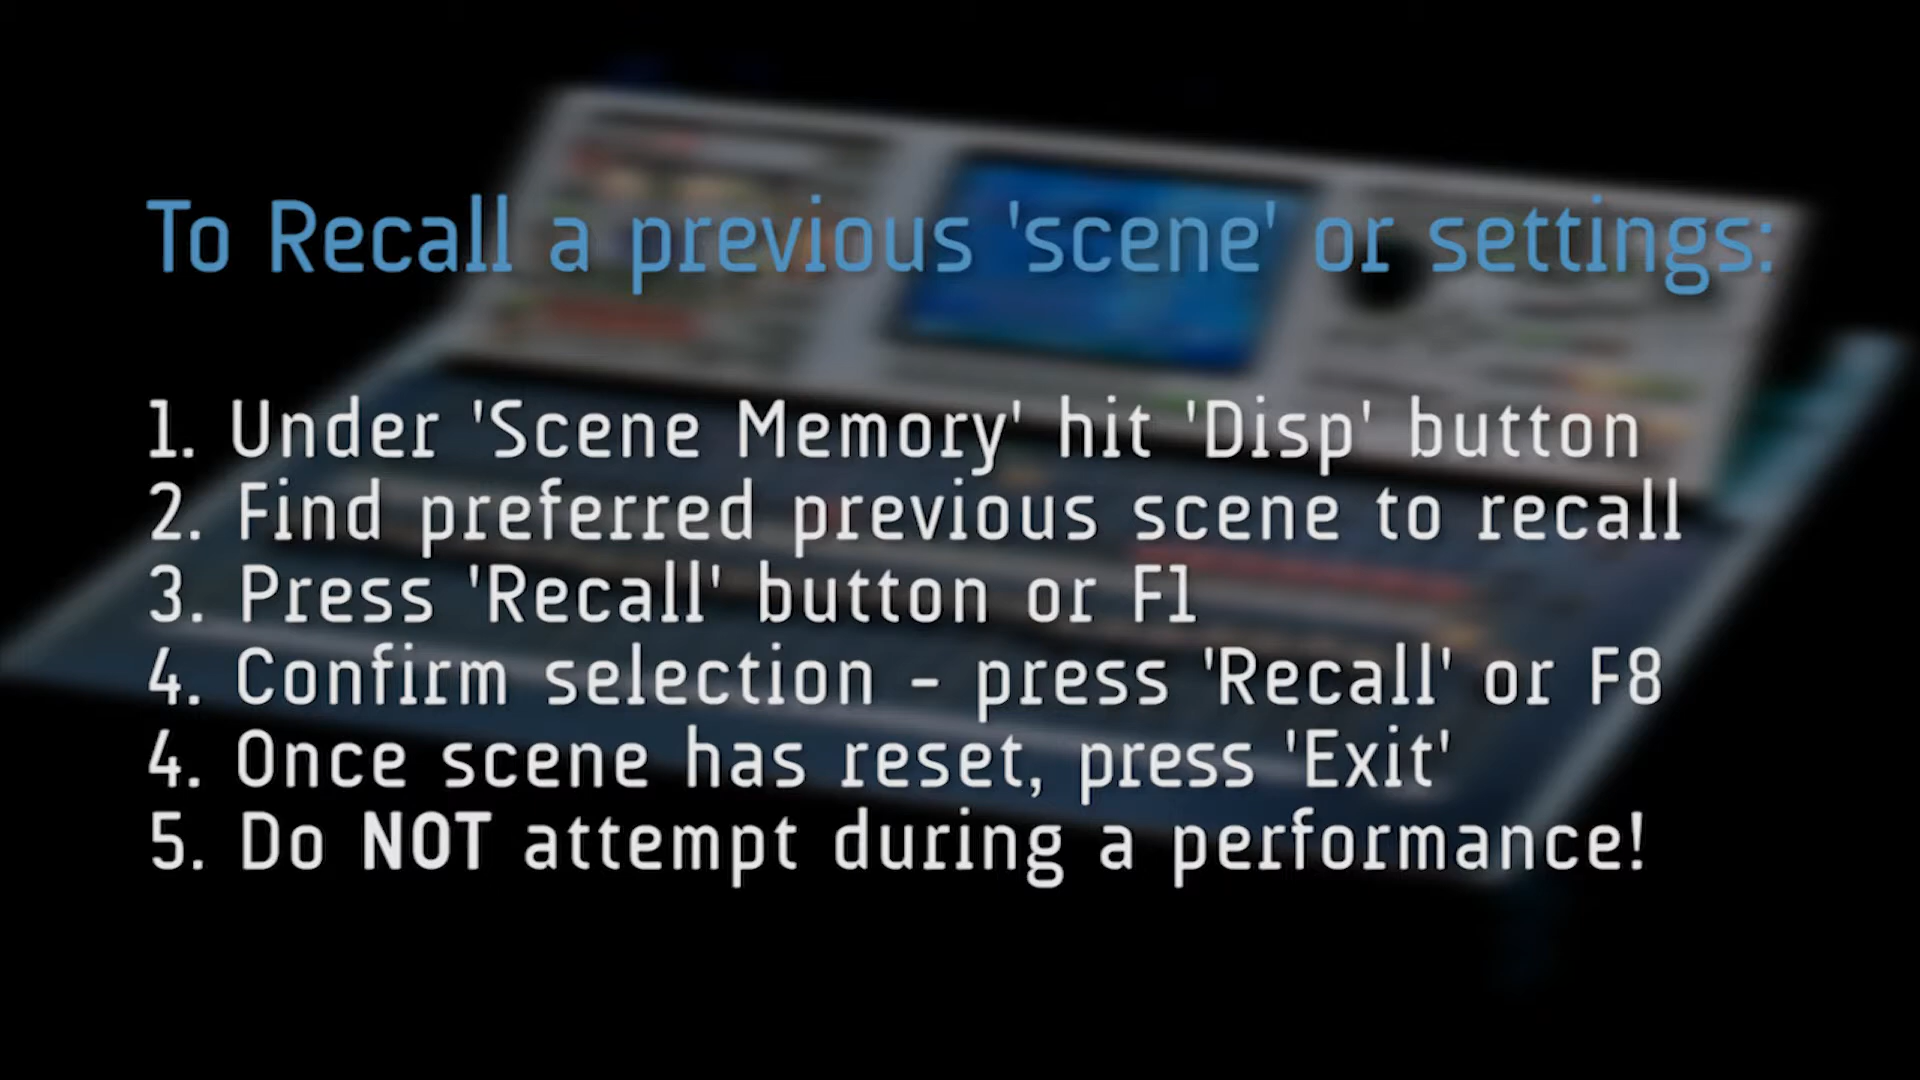 To Recall a previous 'scene' or settings:
1. Under 'Scene Memory' hit 'Disp' button
2. Find preferred previous scene to recall
3. Press 'Recall' button or F1
4. Confirm selection - press 'Recall' or F8
4. Once scene has reset, press 'Exit'
5. Do NOT attempt during a performance!